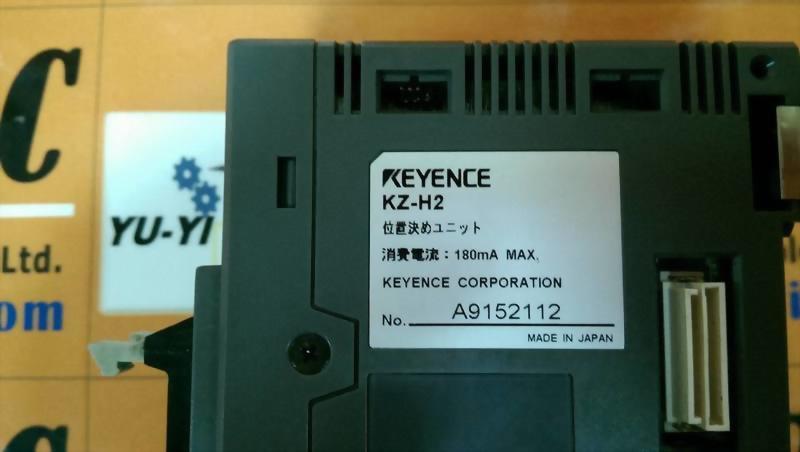 C
YU-YI
Ltd.
om
KEYENCE
KZ-H2
位置決めユニット
消費電流：180mA MAX.
KEYENCE CORPORATION
No. A9152112
MADE IN JAPAN